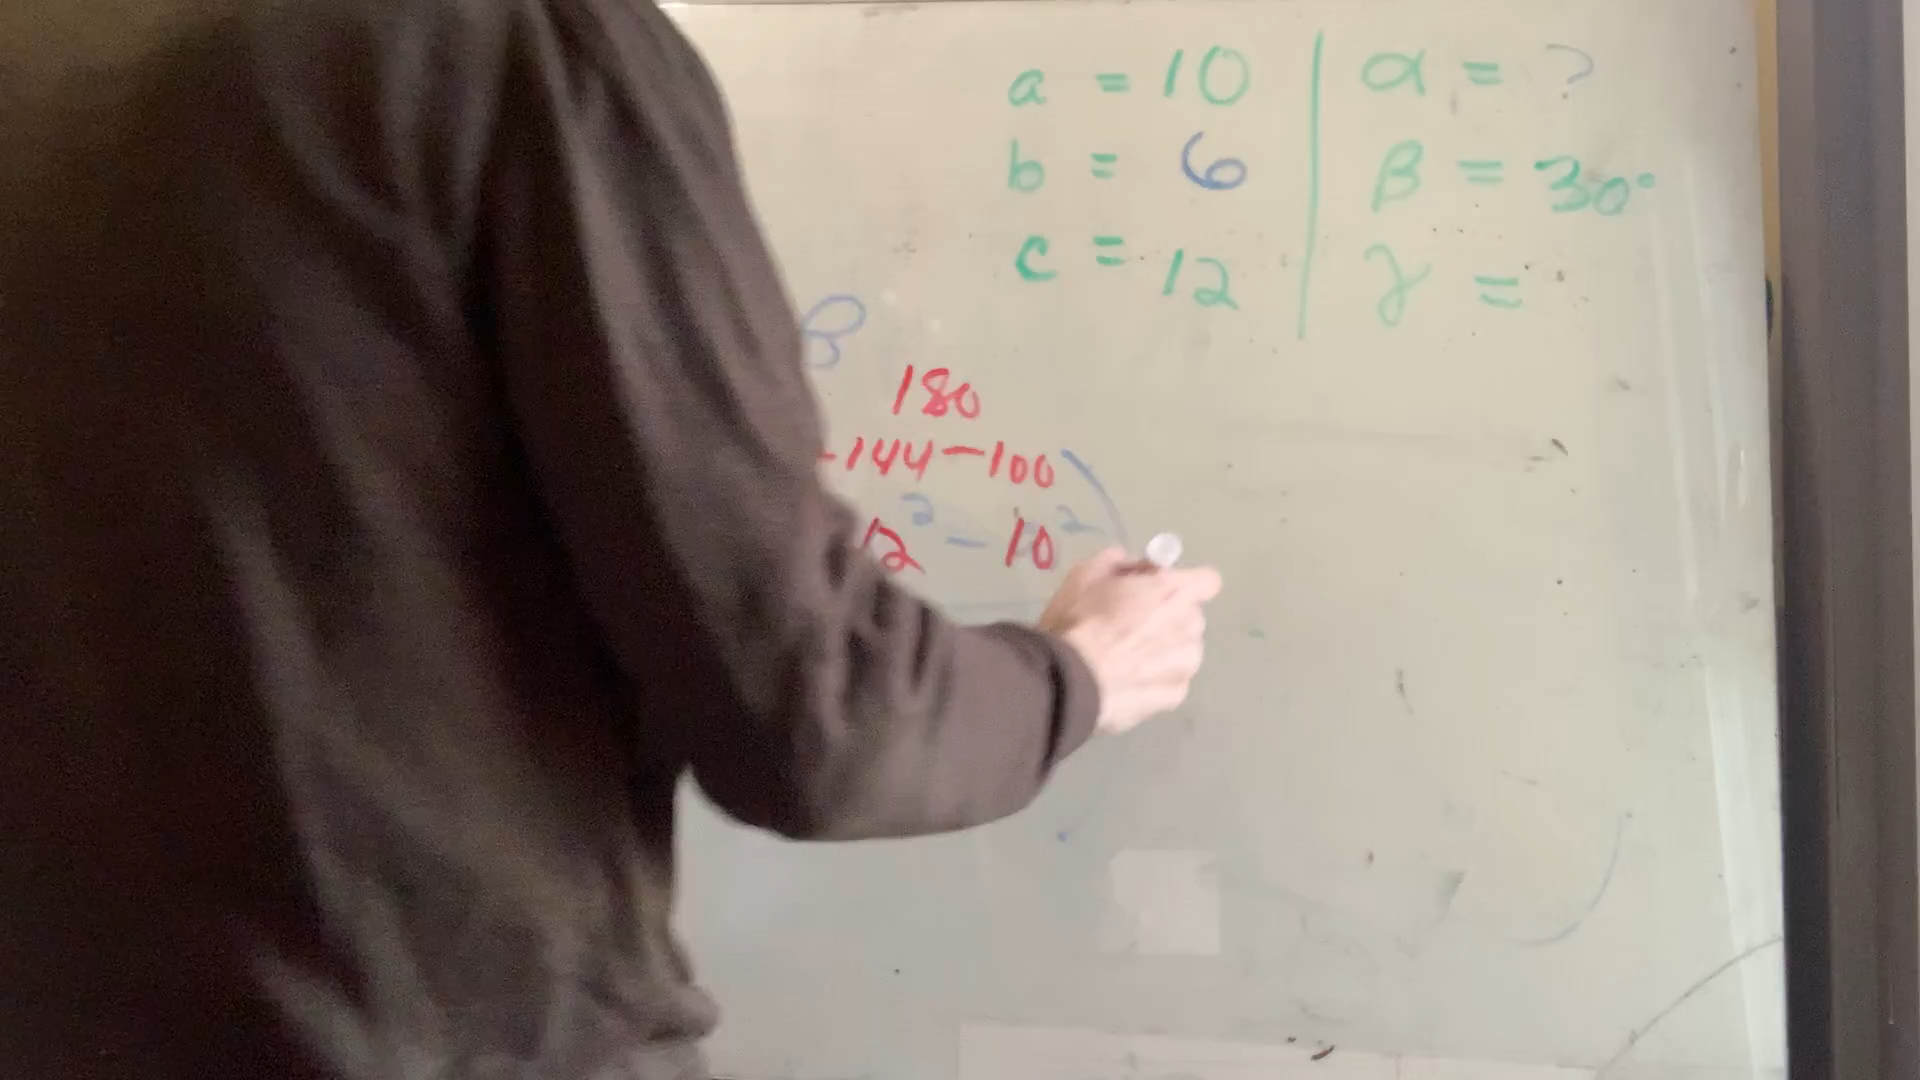 a = 10 | α = ?
b = 6 | β = 30°
c = 12 | γ =
β
180
-144-100
12² - 10²